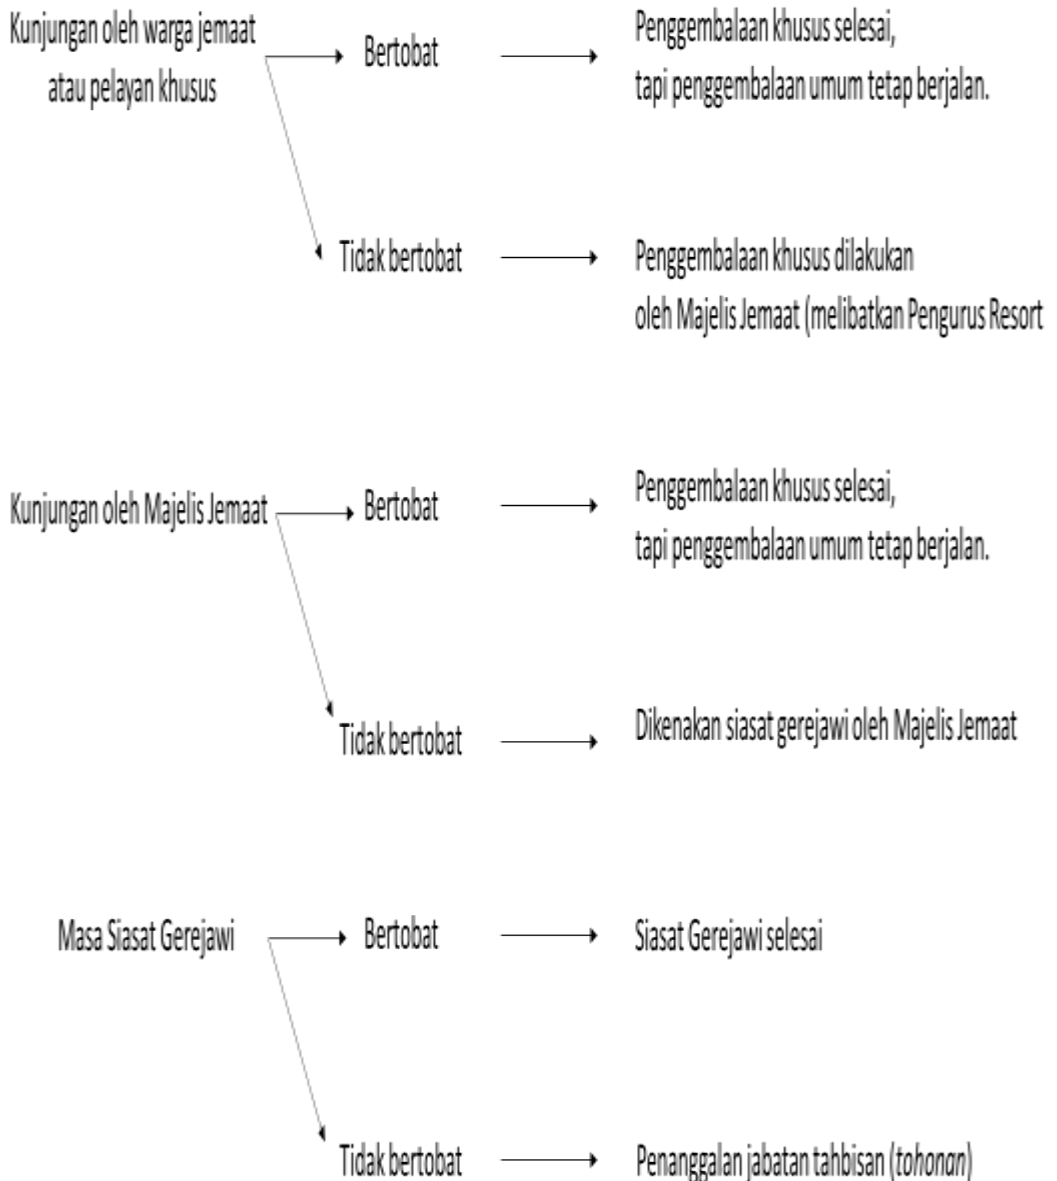 Kunjungan oleh warga jemaat
atau pelayan khusus
Bertobat
Penggembalaan khusus selesai,
tapi penggembalaan umum tetap berjalan.
Tidak bertobat
Penggembalaan khusus dilakukan
oleh Majelis Jemaat (melibatkan Pengurus Resort
Kunjungan oleh Majelis Jemaat
Bertobat
Penggembalaan khusus selesai,
tapi penggembalaan umum tetap berjalan.
Tidak bertobat
Dikenakan siasat gerejawi oleh Majelis Jemaat
Masa Siasat Gerejawi
Bertobat
Siasat Gerejawi selesai
Tidak bertobat
Penanggalan jabatan tahbisan (tohonan)